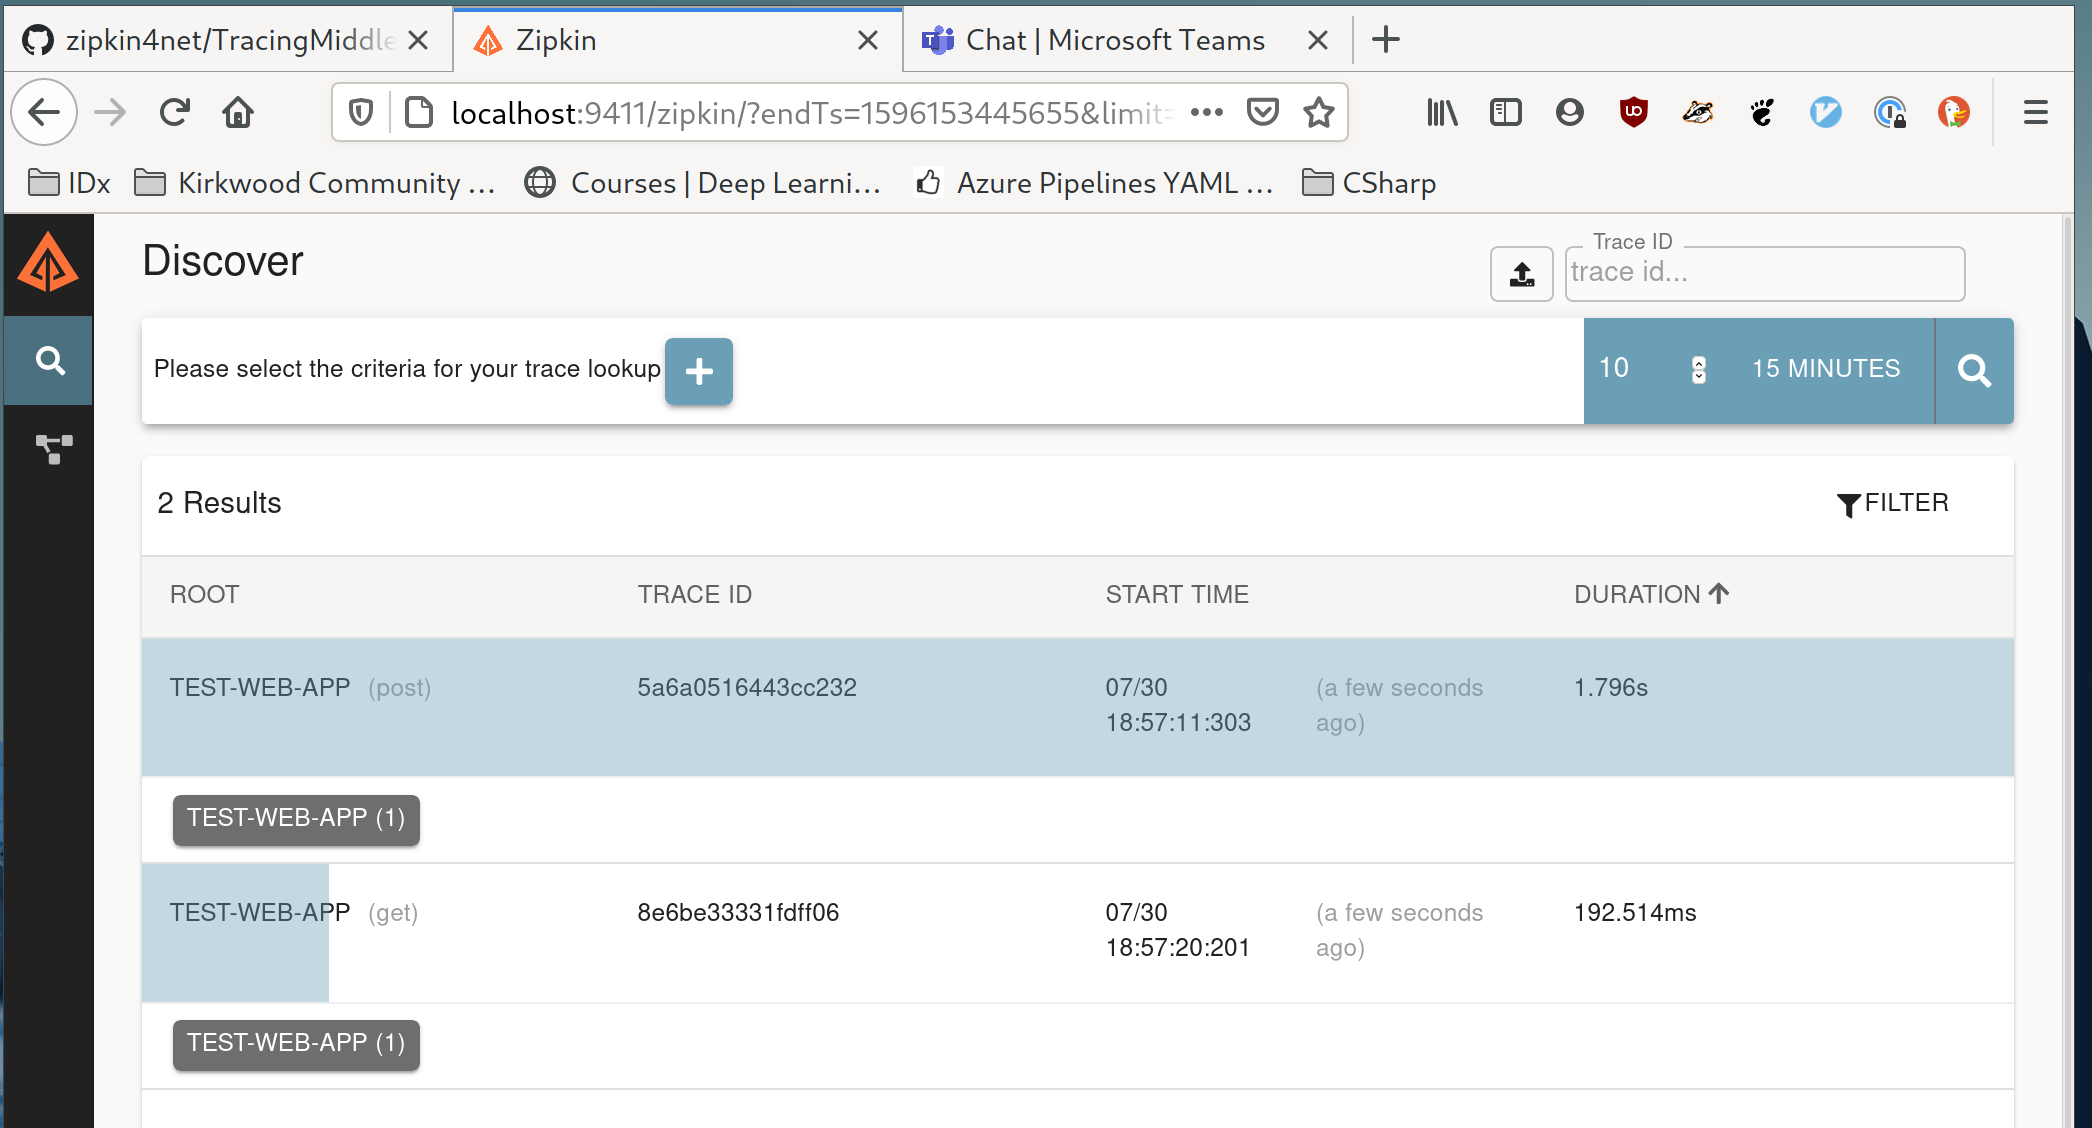 zipkin4net/TracingMiddle
Zipkin
Chat | Microsoft Teams
localhost:9411/zipkin/?endTs=1596153445655&limit=
IDx
Kirkwood Community ...
Courses | Deep Learni...
Azure Pipelines YAML ...
CSharp
Discover
Trace ID
trace id...
Please select the criteria for your trace lookup
10
15 MINUTES
2 Results
FILTER
ROOT TRACE ID START TIME DURATION
TEST-WEB-APP (post) 5a6a0516443cc232 07/30 (a few seconds 1.796s
18:57:11:303 ago)
TEST-WEB-APP (1)
TEST-WEB-APP (get) 8e6be33331fdff06 07/30 (a few seconds 192.514ms
18:57:20:201 ago)
TEST-WEB-APP (1)